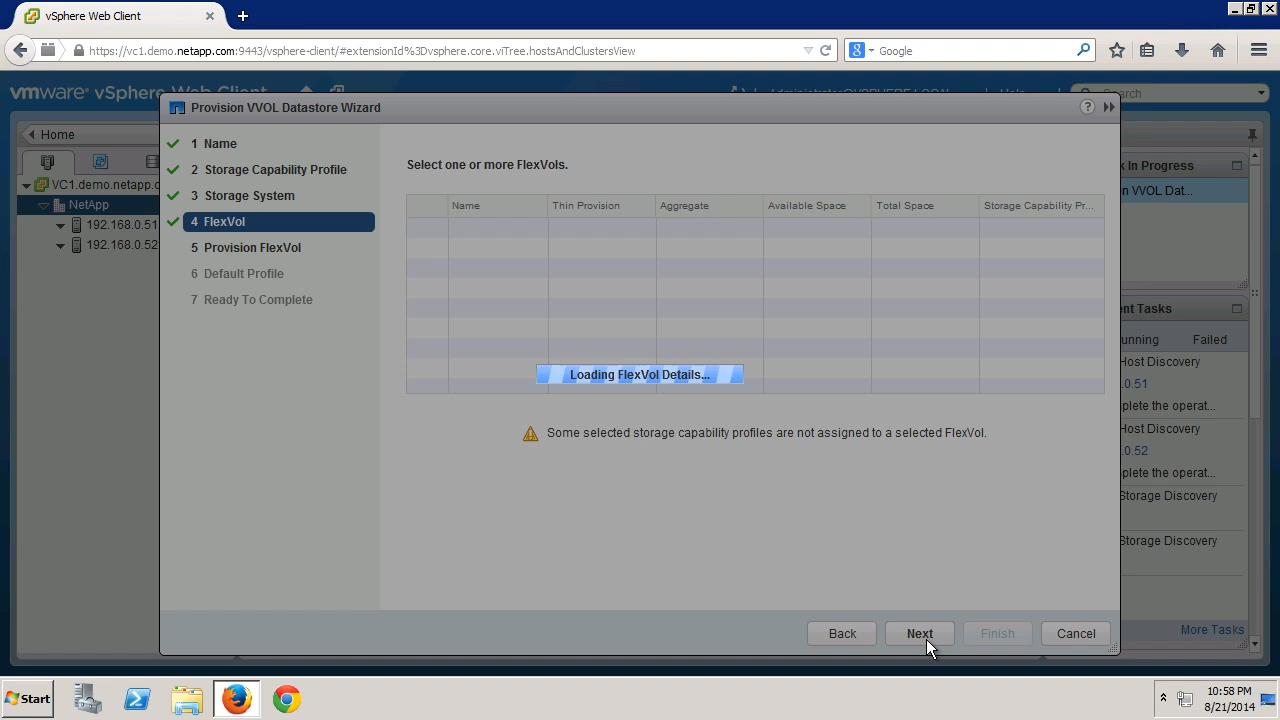 vSphere Web Client
https://vc1.demo.netapp.com:9443/vsphere-client/#extensionId%3Dvsphere.core.viTree.hostsAndClustersView
Google
vmware vSphere Web Client
Administrator@VSPHERE.LOCAL
Help
Search
Provision VVOL Datastore Wizard
Home
VC1.demo.netapp.c
NetApp
192.168.0.51
192.168.0.52
1 Name
2 Storage Capability Profile
3 Storage System
4 FlexVol
5 Provision FlexVol
6 Default Profile
7 Ready To Complete
Select one or more FlexVols.
Name Thin Provision Aggregate Available Space Total Space Storage Capability Pr...
Loading FlexVol Details...
Some selected storage capability profiles are not assigned to a selected FlexVol.
Back Next Finish Cancel
k In Progress
n VVOL Dat...
ent Tasks
unning Failed
Host Discovery
.0.51
plete the operat...
Host Discovery
.0.52
plete the operat...
Storage Discovery
Storage Discovery
More Tasks
Start
10:58 PM
8/21/2014